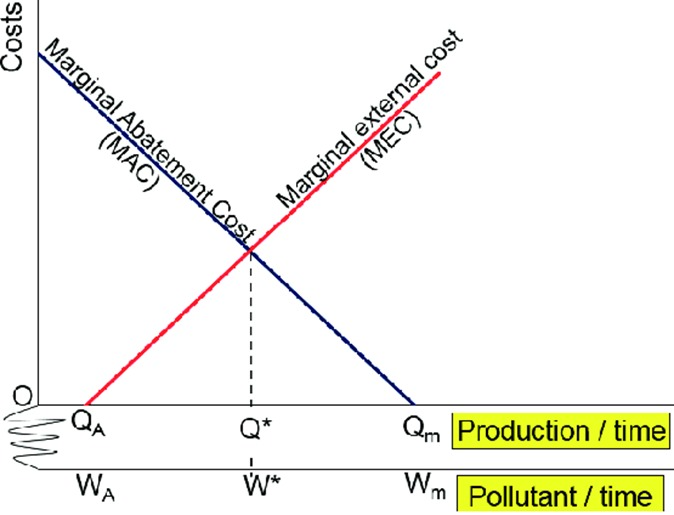 Costs
Marginal Abatement Cost
(MAC)
Marginal external cost
(MEC)
O
QA
Q*
Qm
Production / time
WA
W*
Wm
Pollutant / time